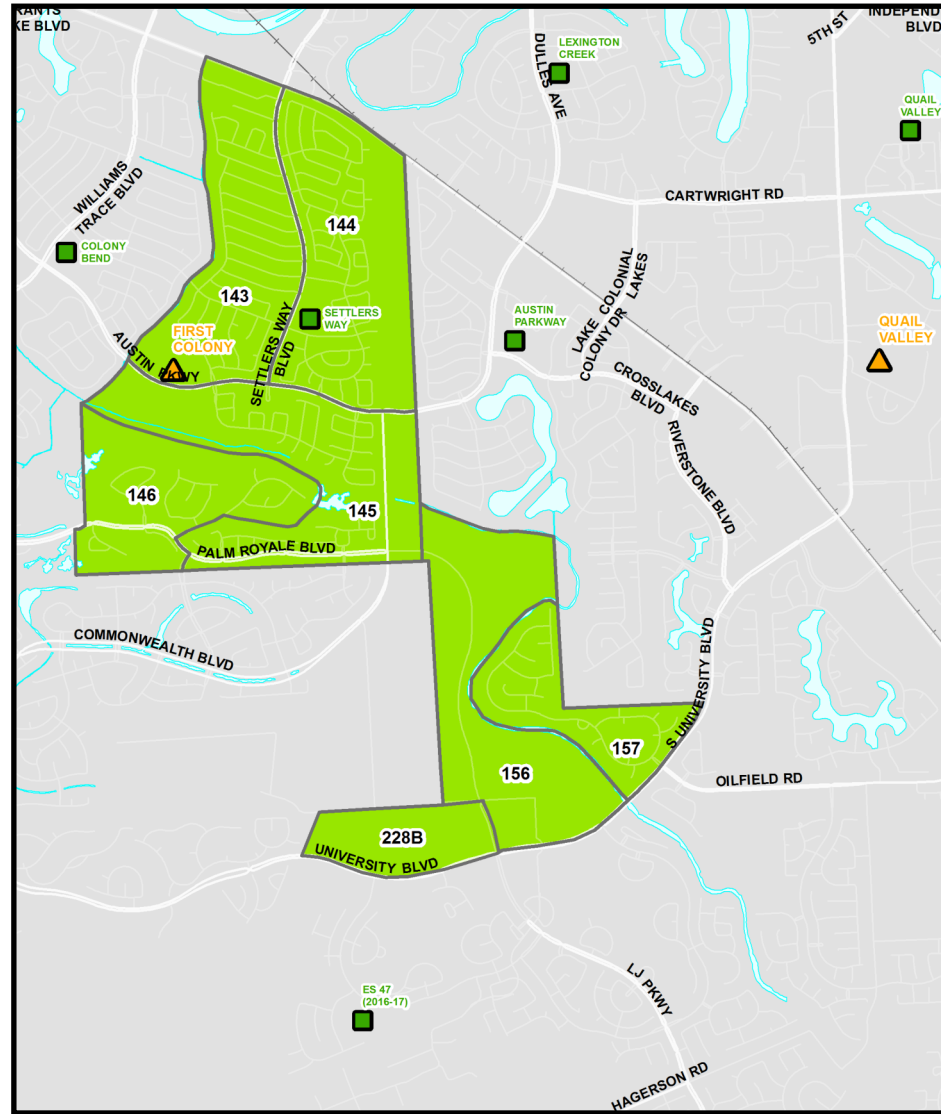 RANTS
KE BLVD
INDEPEND
BLVD
5TH ST
LEXINGTON
CREEK
DULLES AVE
QUAIL
VALLEY
WILLIAMS
TRACE BLVD
CARTWRIGHT RD
144
COLONY
BEND
143
SETTLERS
WAY
SETTLERS WAY
BLVD
AUSTIN
PARKWAY
LAKE COLONIAL
COLONY DR LAKES
FIRST
COLONY
AUSTIN PKWY
QUAIL
VALLEY
CROSSLAKES
BLVD
RIVERSTONE BLVD
146
145
PALM ROYALE BLVD
COMMONWEALTH BLVD
S UNIVERSITY BLVD
157
156
OILFIELD RD
228B
UNIVERSITY BLVD
LJ PKWY
ES 47
(2016-17)
HAGERSON RD